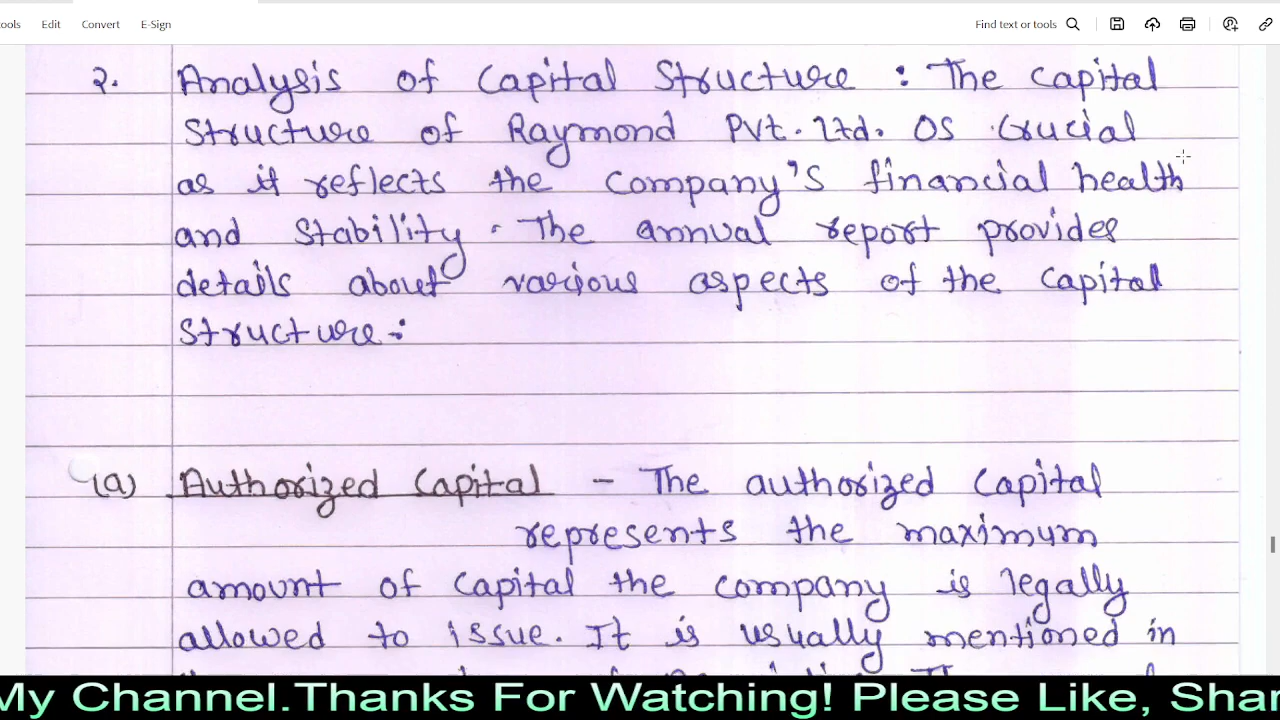 ools Edit Convert E-Sign Find text or tools
2. Analysis of Capital Structure : The Capital
Structure of Raymond Pvt. Ltd. OS Crucial
as it reflects the company's financial health
and Stability. The annual report provides
details about various aspects of the Capital
Structure:
(a) Authorized Capital - The authorized Capital
represents the maximum
amount of Capital the company is legally
allowed to issue. It is usually mentioned in
My Channel.Thanks For Watching! Please Like, Shar